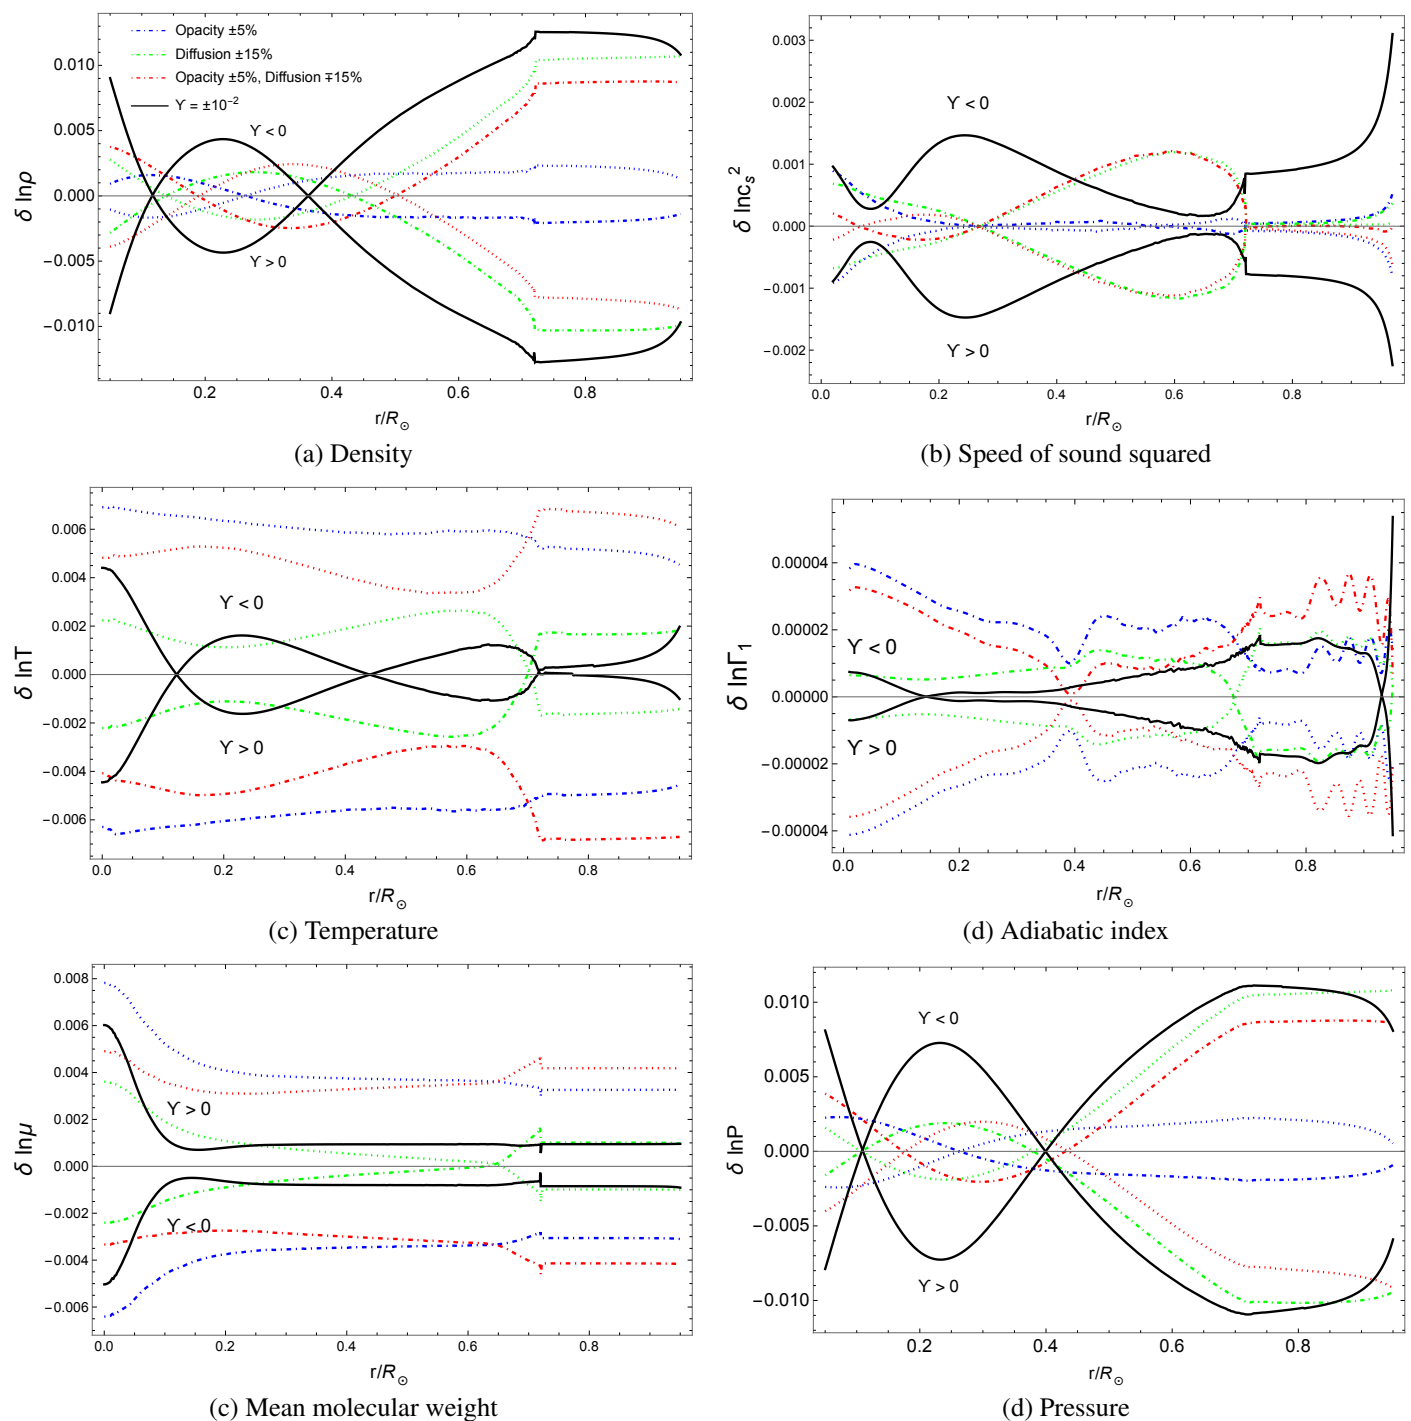 δ lnρ
0.010
0.005
0.000
−0.005
−0.010
Opacity ±5%
Diffusion ±15%
Opacity ±5%, Diffusion ∓15%
ϒ = ±10⁻²
ϒ < 0
ϒ > 0
0.2 0.4 0.6 0.8
r/R⊙
(a) Density
δ lncₛ²
0.003
0.002
0.001
0.000
−0.001
−0.002
ϒ < 0
ϒ > 0
0.0 0.2 0.4 0.6 0.8
r/R⊙
(b) Speed of sound squared
δ lnT
0.006
0.004
0.002
0.000
−0.002
−0.004
−0.006
ϒ < 0
ϒ > 0
0.0 0.2 0.4 0.6 0.8
r/R⊙
(c) Temperature
δ lnΓ₁
0.00004
0.00002
0.00000
−0.00002
−0.00004
ϒ < 0
ϒ > 0
0.0 0.2 0.4 0.6 0.8
r/R⊙
(d) Adiabatic index
δ lnμ
0.008
0.006
0.004
0.002
0.000
−0.002
−0.004
−0.006
ϒ > 0
ϒ < 0
0.0 0.2 0.4 0.6 0.8
r/R⊙
(c) Mean molecular weight
δ lnP
0.010
0.005
0.000
−0.005
−0.010
ϒ < 0
ϒ > 0
0.2 0.4 0.6 0.8
r/R⊙
(d) Pressure